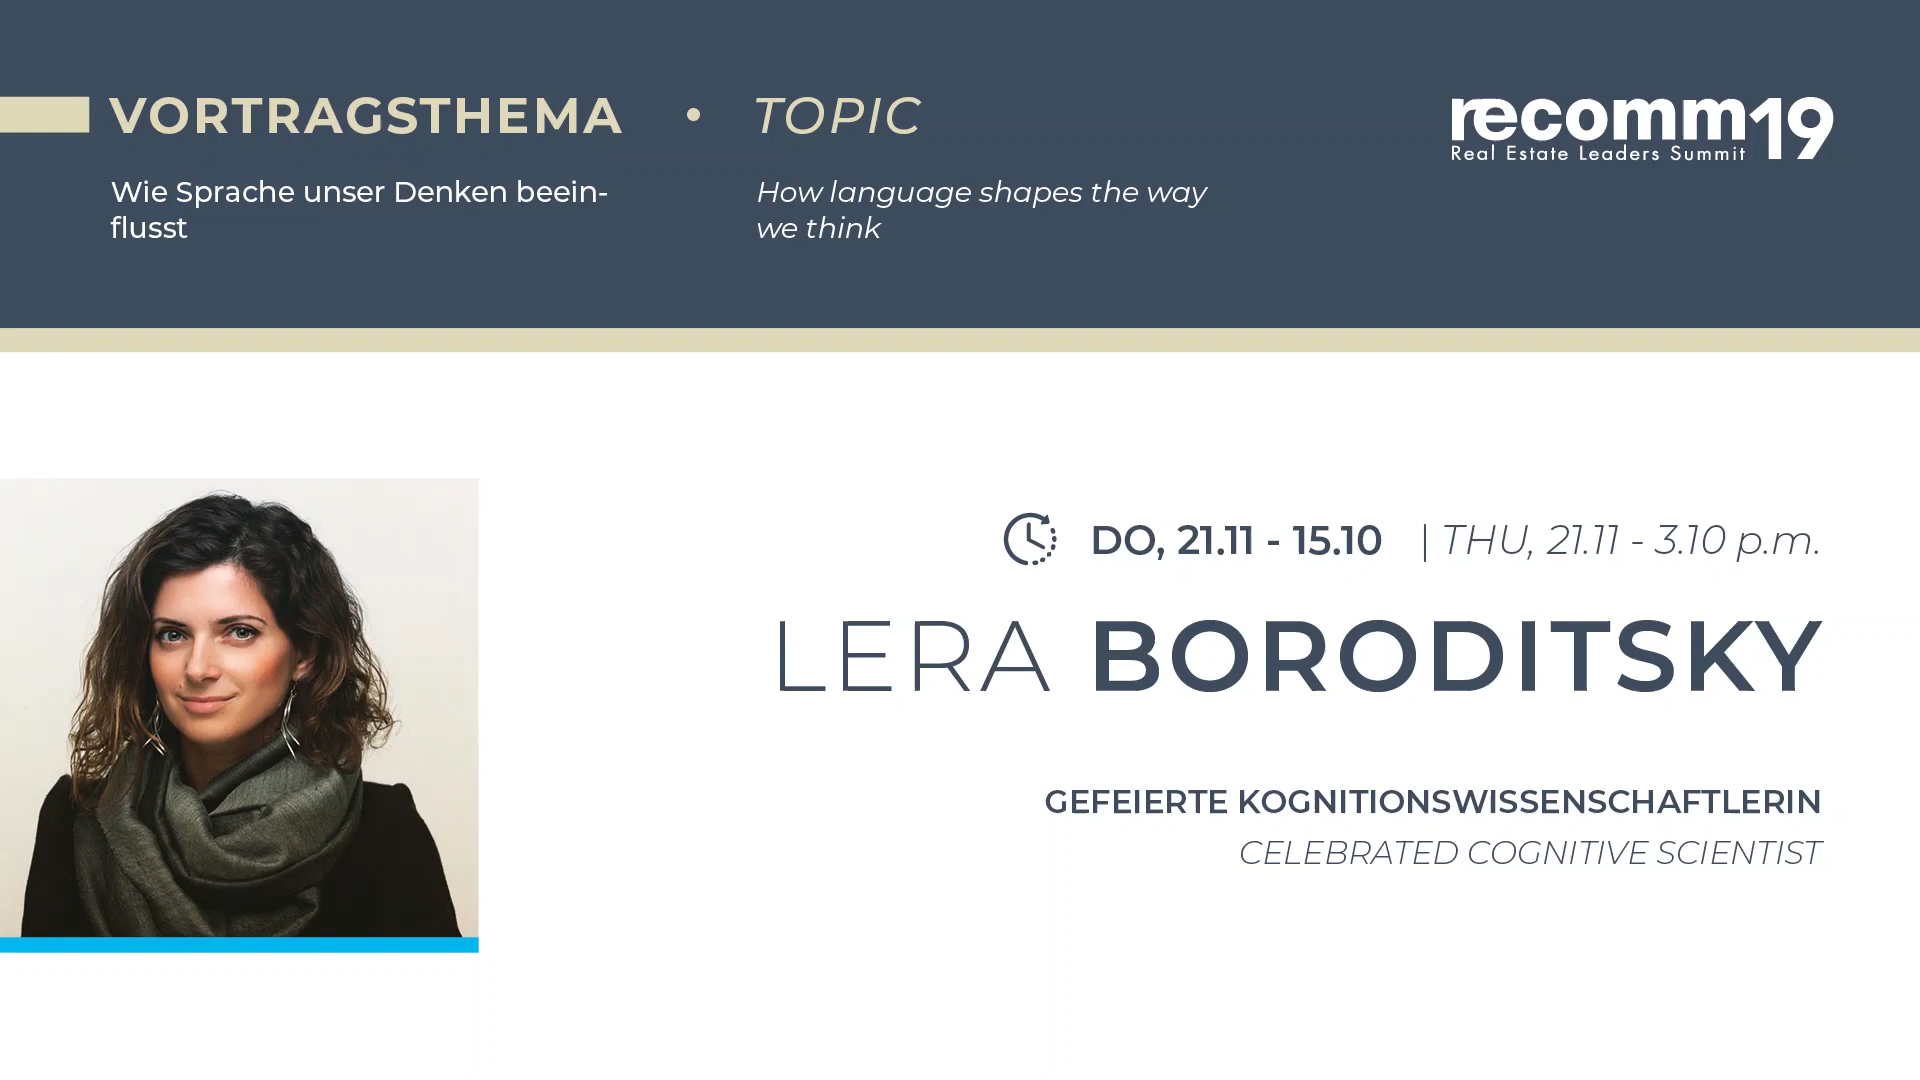 VORTRAGSTHEMA • TOPIC
Wie Sprache unser Denken beein-
flusst
How language shapes the way
we think
recomm19
Real Estate Leaders Summit
DO, 21.11 - 15.10 | THU, 21.11 - 3.10 p.m.
LERA BORODITSKY
GEFEIERTE KOGNITIONSWISSENSCHAFTLERIN
CELEBRATED COGNITIVE SCIENTIST